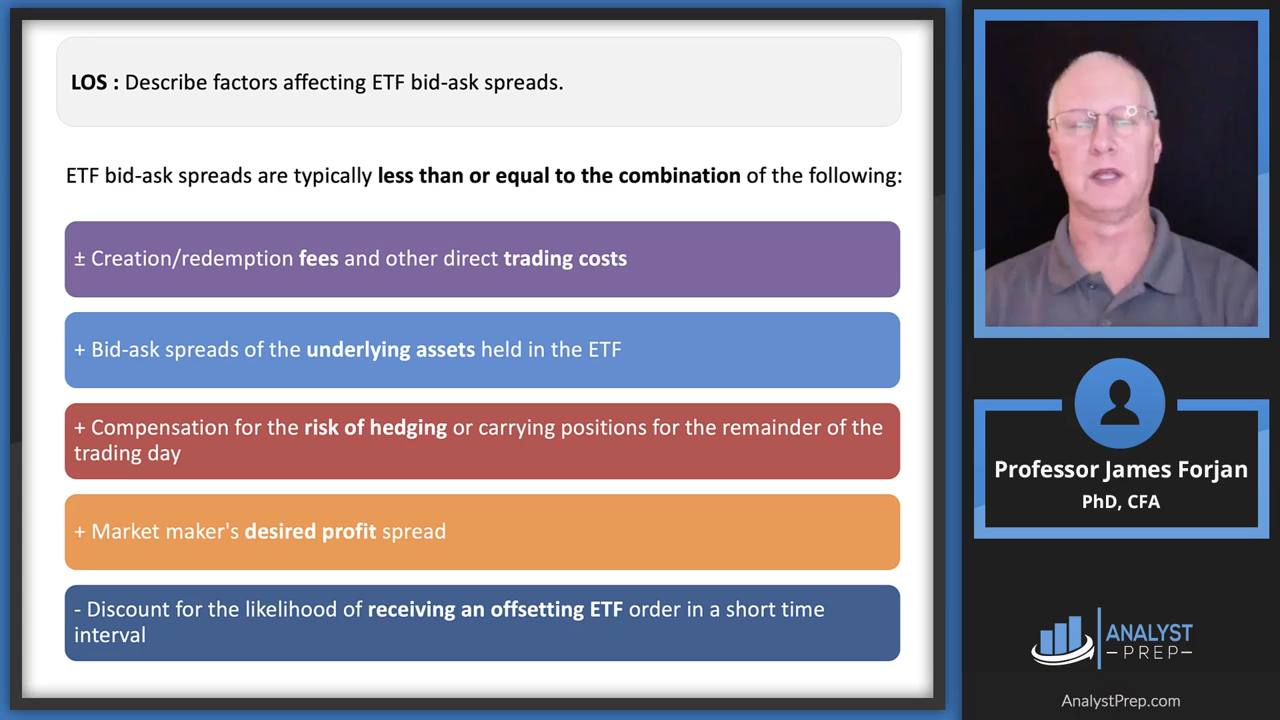 LOS : Describe factors affecting ETF bid-ask spreads.
ETF bid-ask spreads are typically less than or equal to the combination of the following:
± Creation/redemption fees and other direct trading costs
+ Bid-ask spreads of the underlying assets held in the ETF
+ Compensation for the risk of hedging or carrying positions for the remainder of the
trading day
+ Market maker's desired profit spread
- Discount for the likelihood of receiving an offsetting ETF order in a short time
interval
Professor James Forjan
PhD, CFA
ANALYST
PREP
AnalystPrep.com